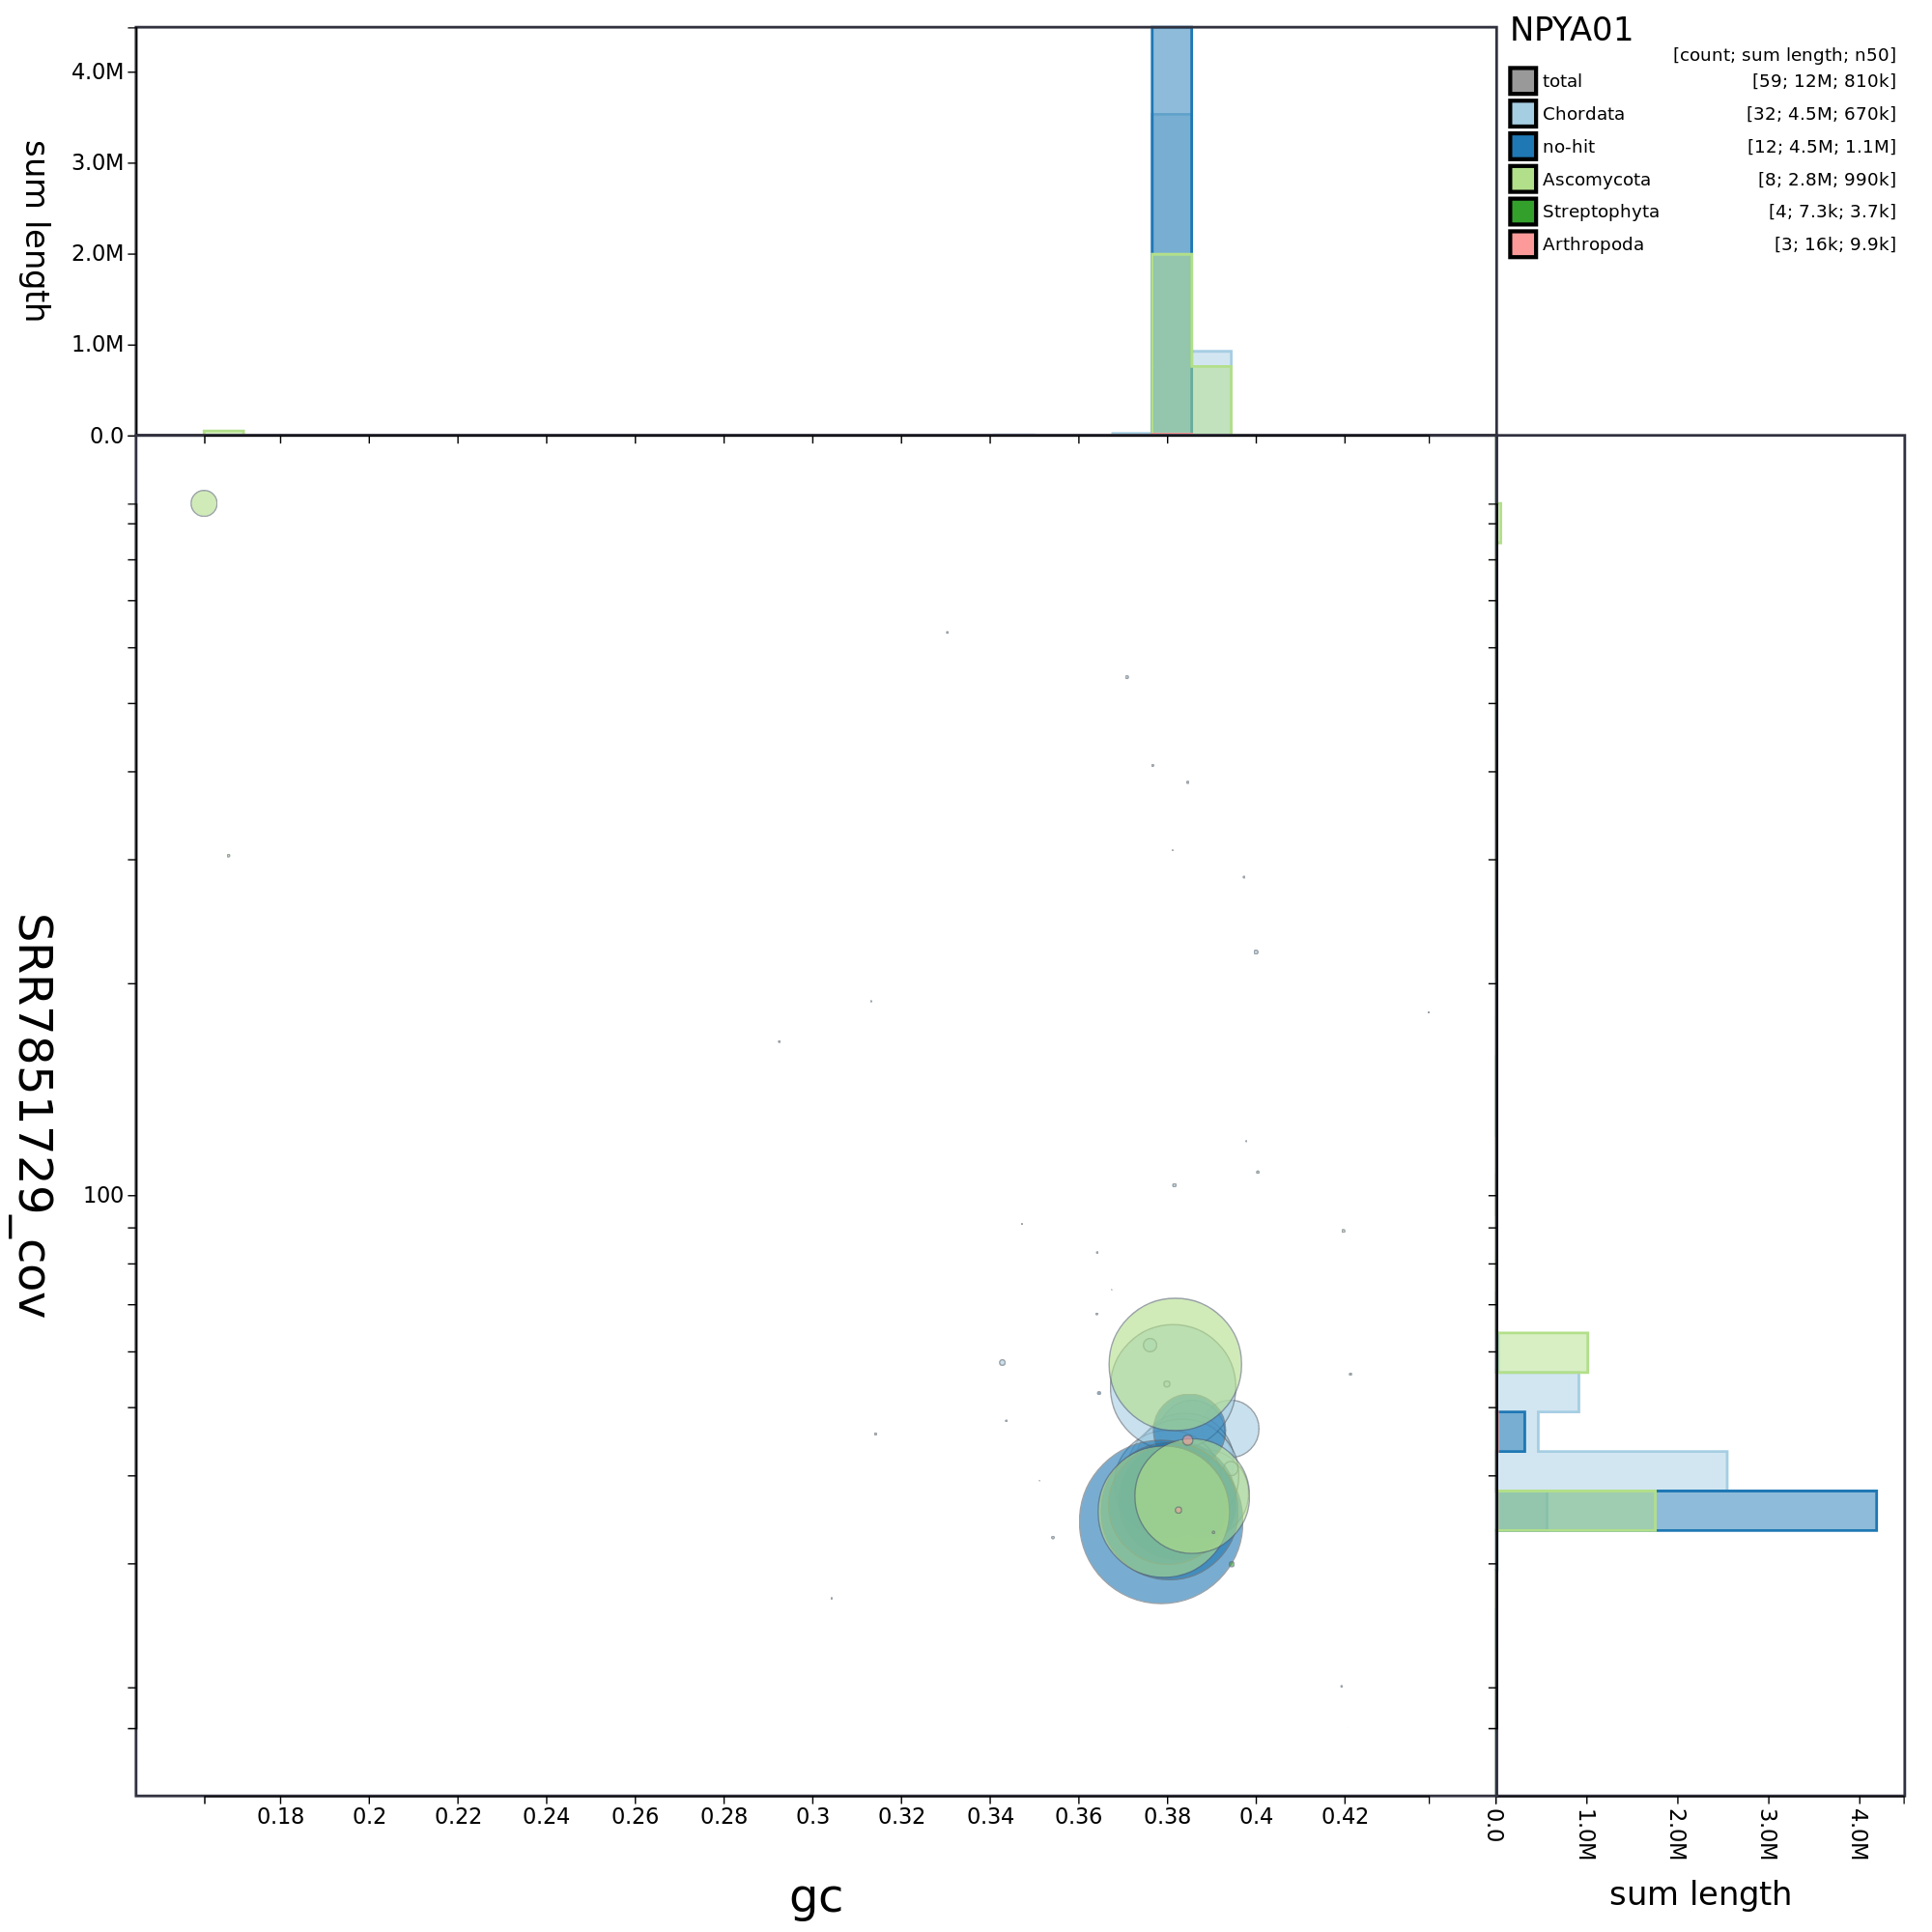 NPYA01
[count; sum length; n50]
total [59; 12M; 810k]
Chordata [32; 4.5M; 670k]
no-hit [12; 4.5M; 1.1M]
Ascomycota [8; 2.8M; 990k]
Streptophyta [4; 7.3k; 3.7k]
Arthropoda [3; 16k; 9.9k]
sum length
4.0M
3.0M
2.0M
1.0M
0.0
SRR7851729_cov
100
0.18 0.2 0.22 0.24 0.26 0.28 0.3 0.32 0.34 0.36 0.38 0.4 0.42
gc
0.0 1.0M 2.0M 3.0M 4.0M
sum length